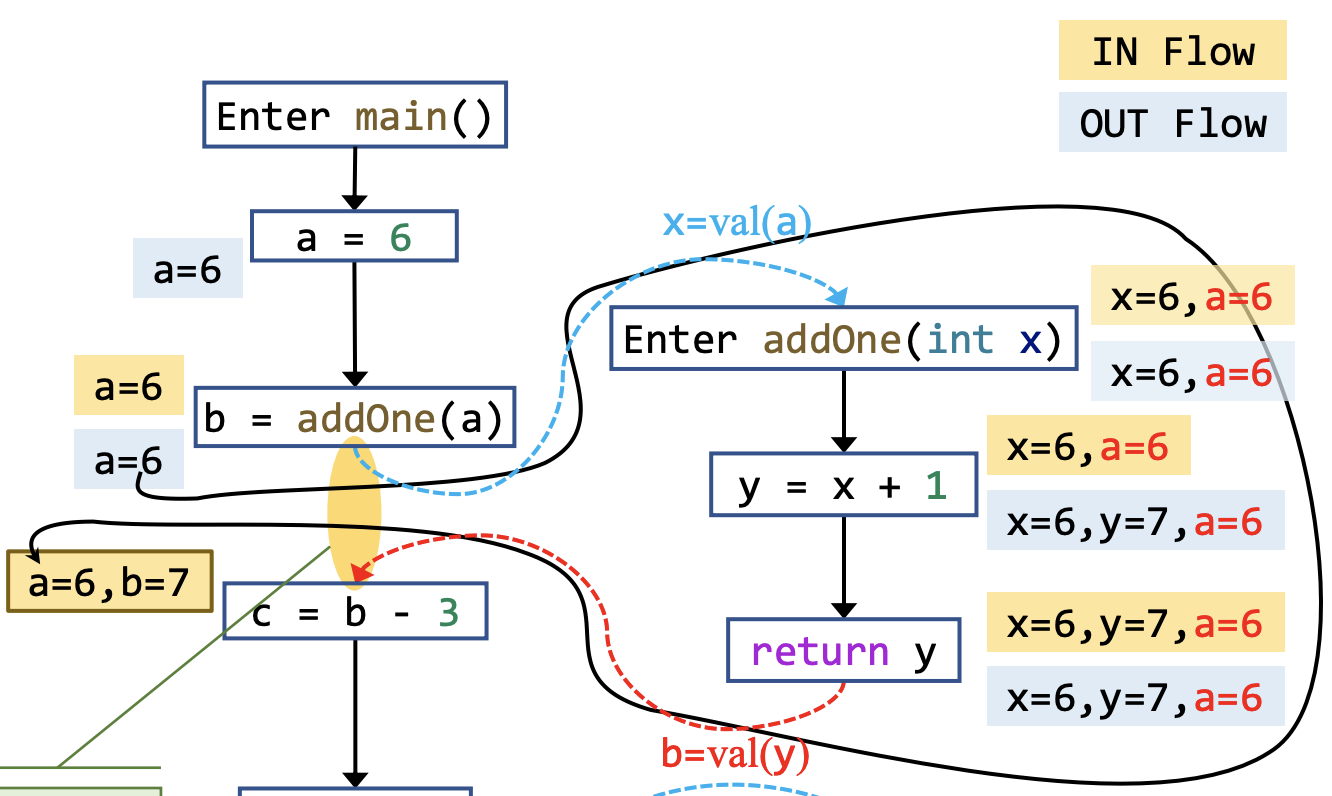 IN Flow
OUT Flow
Enter main()
a = 6
a=6
x=val(a)
x=6,a=6
x=6,a=6
Enter addOne(int x)
a=6
a=6
b = addOne(a)
x=6,a=6
y = x + 1
x=6,y=7,a=6
a=6,b=7
c = b - 3
x=6,y=7,a=6
return y
x=6,y=7,a=6
b=val(y)